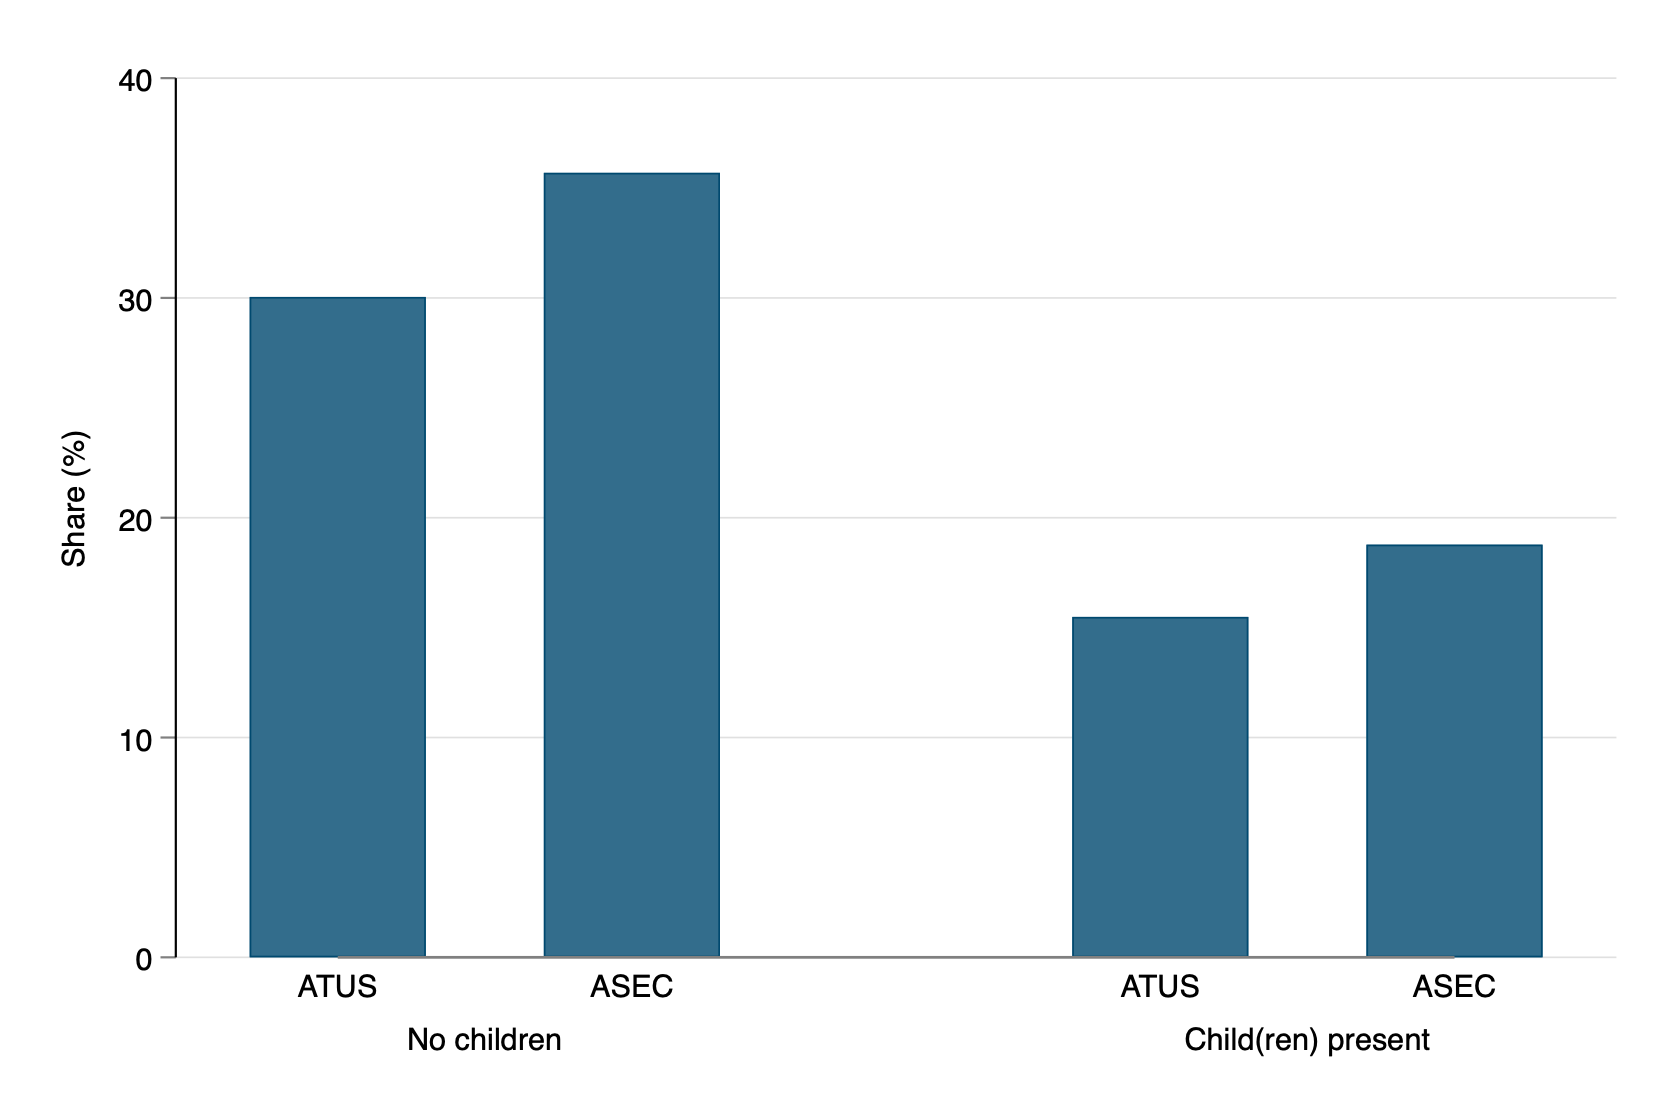 Share (%)
40
30
20
10
0
ATUS ASEC ATUS ASEC
No children Child(ren) present